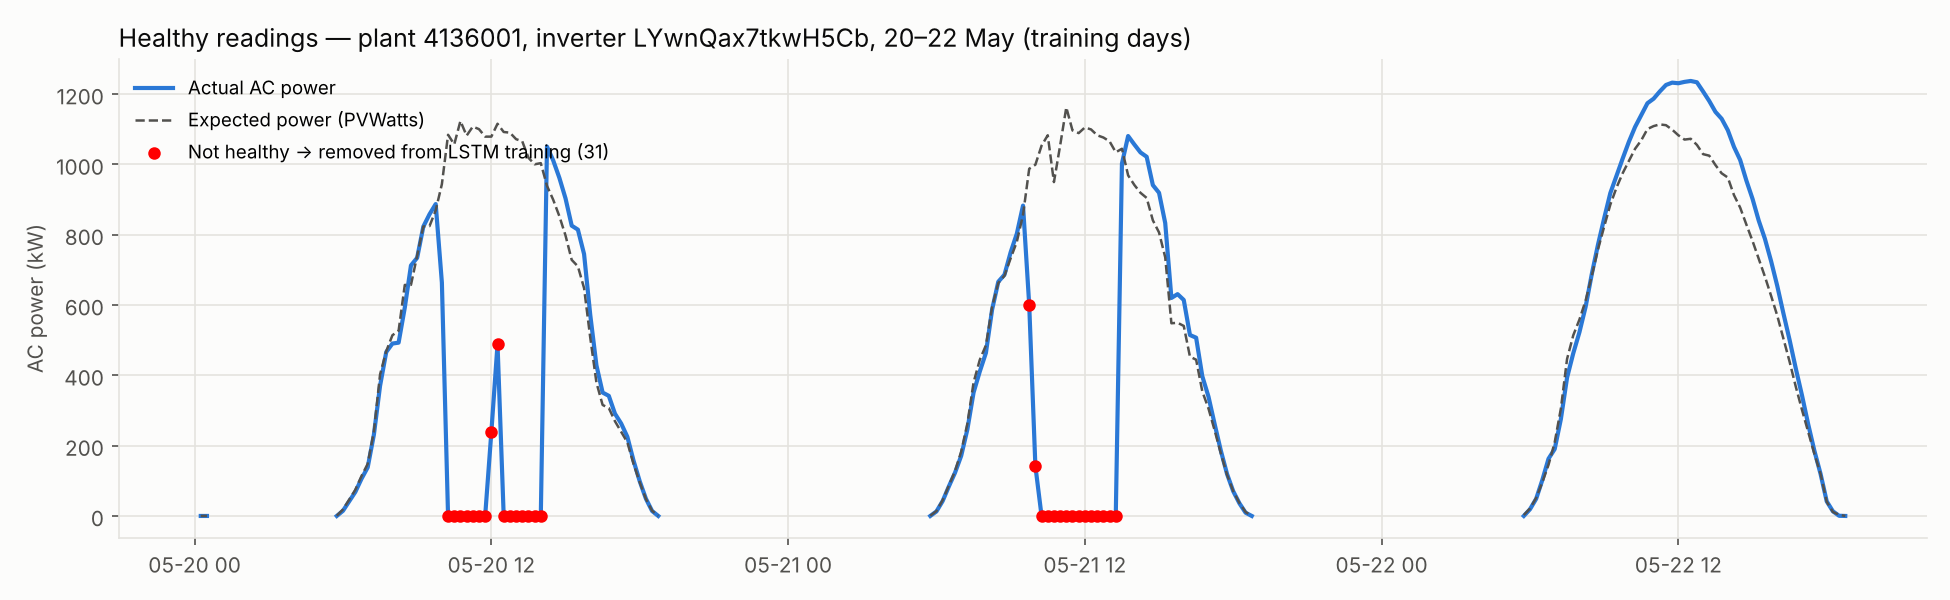 Healthy readings — plant 4136001, inverter LYwnQax7tkwH5Cb, 20–22 May (training days)
Actual AC power
Expected power (PVWatts)
Not healthy → removed from LSTM training (31)
AC power (kW)
1200
1000
800
600
400
200
0
05-20 00
05-20 12
05-21 00
05-21 12
05-22 00
05-22 12